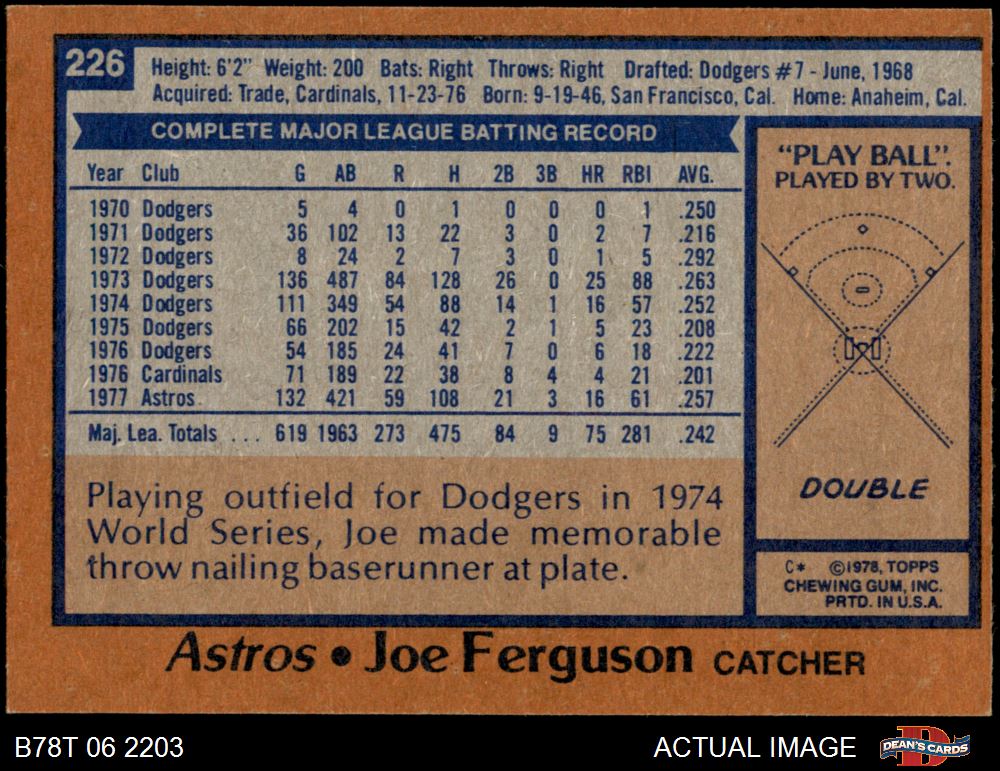 226
Height: 6'2" Weight: 200 Bats: Right Throws: Right Drafted: Dodgers #7 - June, 1968
Acquired: Trade, Cardinals, 11-23-76 Born: 9-19-46, San Francisco, Cal. Home: Anaheim, Cal.
COMPLETE MAJOR LEAGUE BATTING RECORD
Year Club G AB R H 2B 3B HR RBI AVG.
1970 Dodgers 5 4 0 1 0 0 0 1 .250
1971 Dodgers 36 102 13 22 3 0 2 7 .216
1972 Dodgers 8 24 2 7 3 0 1 5 .292
1973 Dodgers 136 487 84 128 26 0 25 88 .263
1974 Dodgers 111 349 54 88 14 1 16 57 .252
1975 Dodgers 66 202 15 42 2 1 5 23 .208
1976 Dodgers 54 185 24 41 7 0 6 18 .222
1976 Cardinals 71 189 22 38 8 4 4 21 .201
1977 Astros 132 421 59 108 21 3 16 61 .257
Maj. Lea. Totals . . . 619 1963 273 475 84 9 75 281 .242
Playing outfield for Dodgers in 1974
World Series, Joe made memorable
throw nailing baserunner at plate.
"PLAY BALL".
PLAYED BY TWO.
DOUBLE
C* ©1978, TOPPS
CHEWING GUM, INC.
PRTD. IN U.S.A.
Astros • Joe Ferguson CATCHER
B78T 06 2203
ACTUAL IMAGE
DEAN'S CARDS